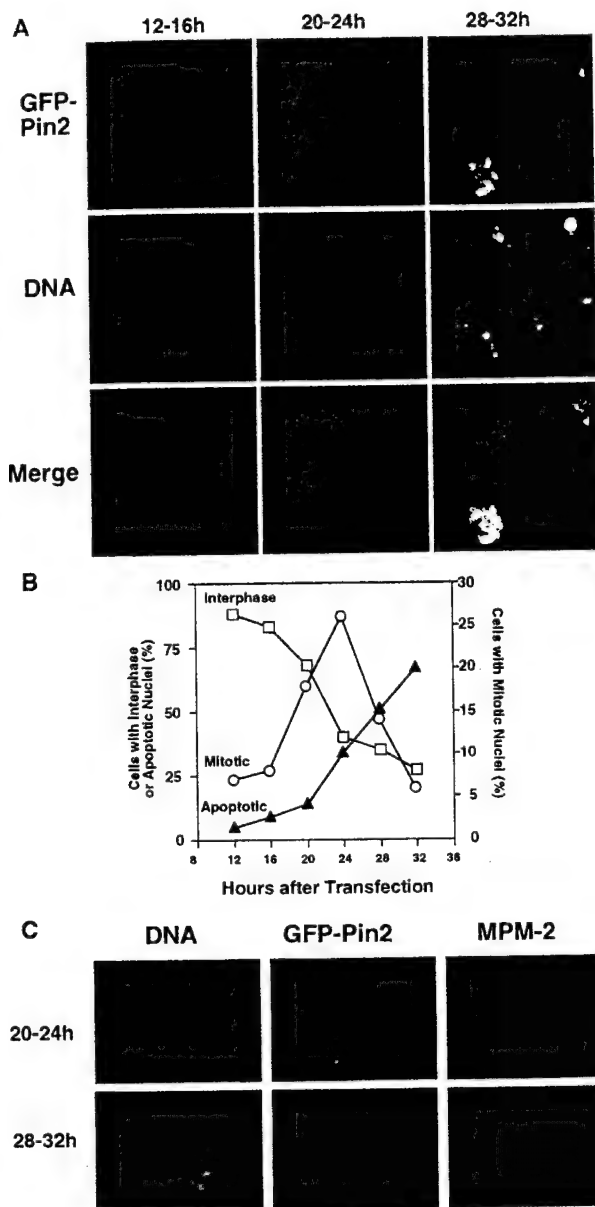 A
12-16h 20-24h 28-32h
GFP-
Pin2
DNA
Merge
B
100
75
50
25
0
30
25
20
15
10
5
0
Cells with Interphase
or Apoptotic Nuclei (%)
Cells with Mitotic Nuclei (%)
Interphase
Mitotic
Apoptotic
8 12 16 20 24 28 32 36
Hours after Transfection
C
DNA GFP-Pin2 MPM-2
20-24h
28-32h